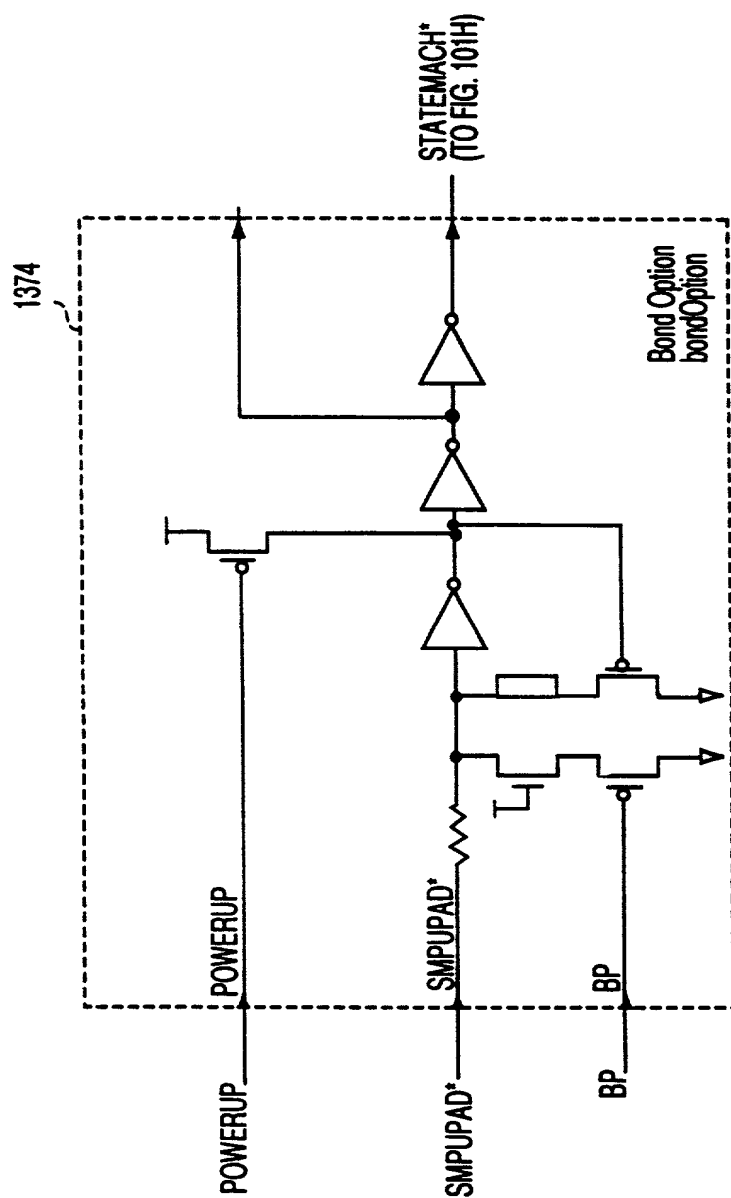 1374
POWERUP
POWERUP
SMPUPAD*
SMPUPAD*
BP
BP
STATEMACH*
(TO FIG. 101H)
Bond Option
bondOption